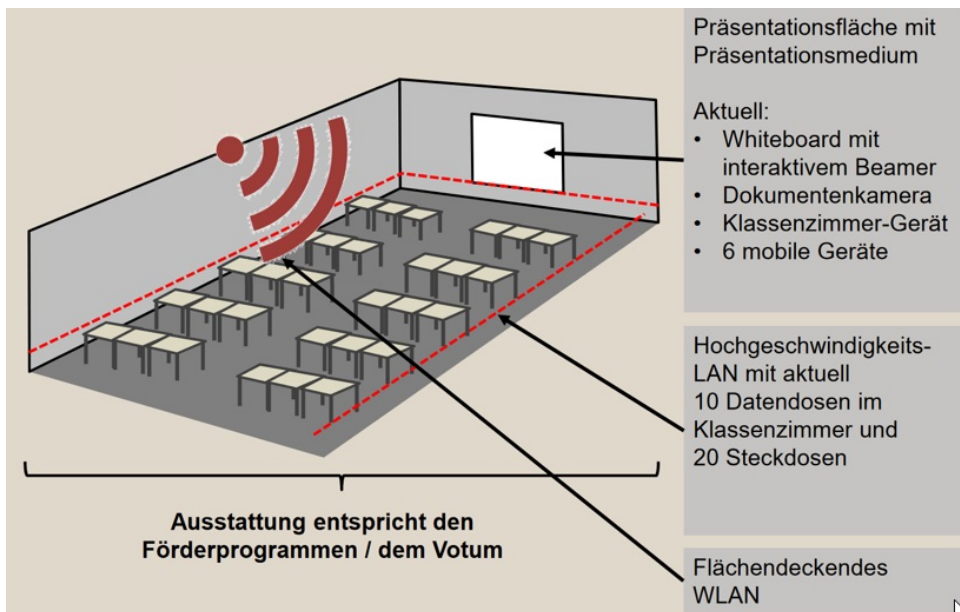 Präsentationsfläche mit
Präsentationsmedium
Aktuell:
• Whiteboard mit
interaktivem Beamer
• Dokumentenkamera
• Klassenzimmer-Gerät
• 6 mobile Geräte
Hochgeschwindigkeits-
LAN mit aktuell
10 Datendosen im
Klassenzimmer und
20 Steckdosen
Ausstattung entspricht den
Förderprogrammen / dem Votum
Flächendeckendes
WLAN